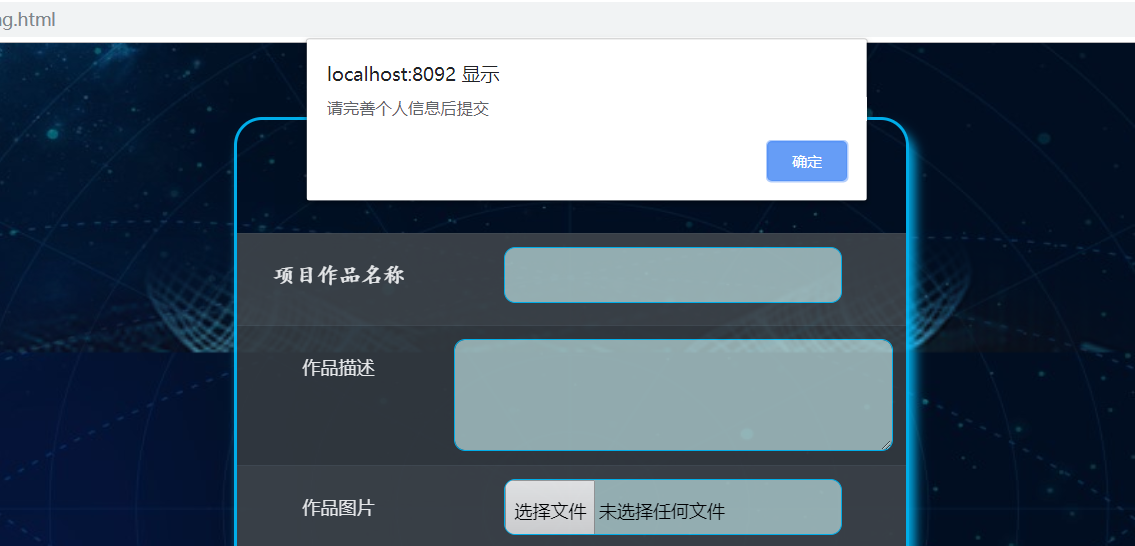 ng.html
localhost:8092 显示
请完善个人信息后提交
确定
项目作品名称
作品描述
作品图片
选择文件 未选择任何文件